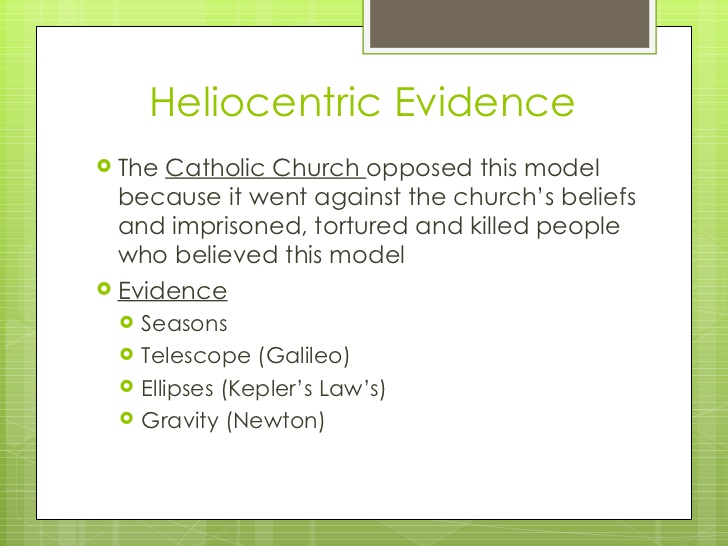 Heliocentric Evidence
The Catholic Church opposed this model
because it went against the church’s beliefs
and imprisoned, tortured and killed people
who believed this model
Evidence
Seasons
Telescope (Galileo)
Ellipses (Kepler’s Law’s)
Gravity (Newton)